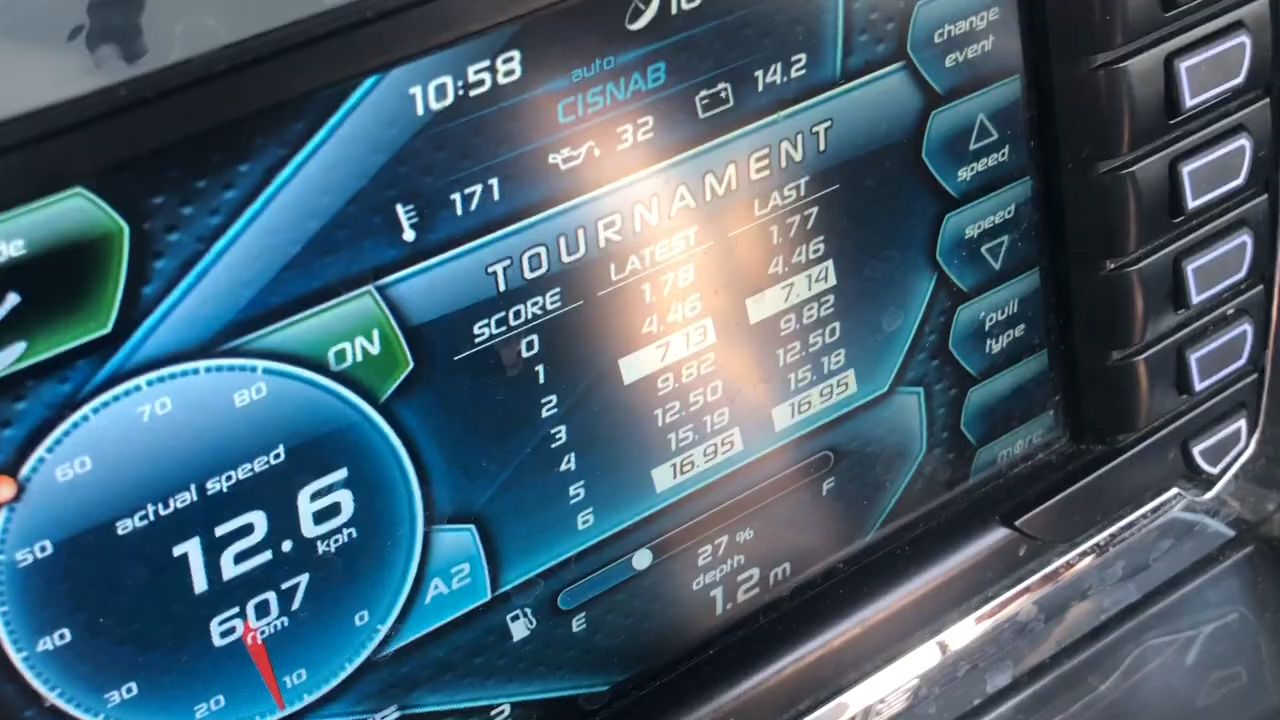 10:58
auto
CISNAB
171
32
14.2
TOURNAMENT
SCORE LATEST LAST
0 1.78 1.77
1 4.46 4.46
2 7.13 7.14
3 9.82 9.82
4 12.50 12.50
5 15.19 15.18
6 16.95 16.95
ON
change
event
speed
speed
pull
type
more
80
70
60
50
40
30
20
10
0
actual speed
12.6
kph
607
rpm
A2
E
F
27 %
depth
1.2 m